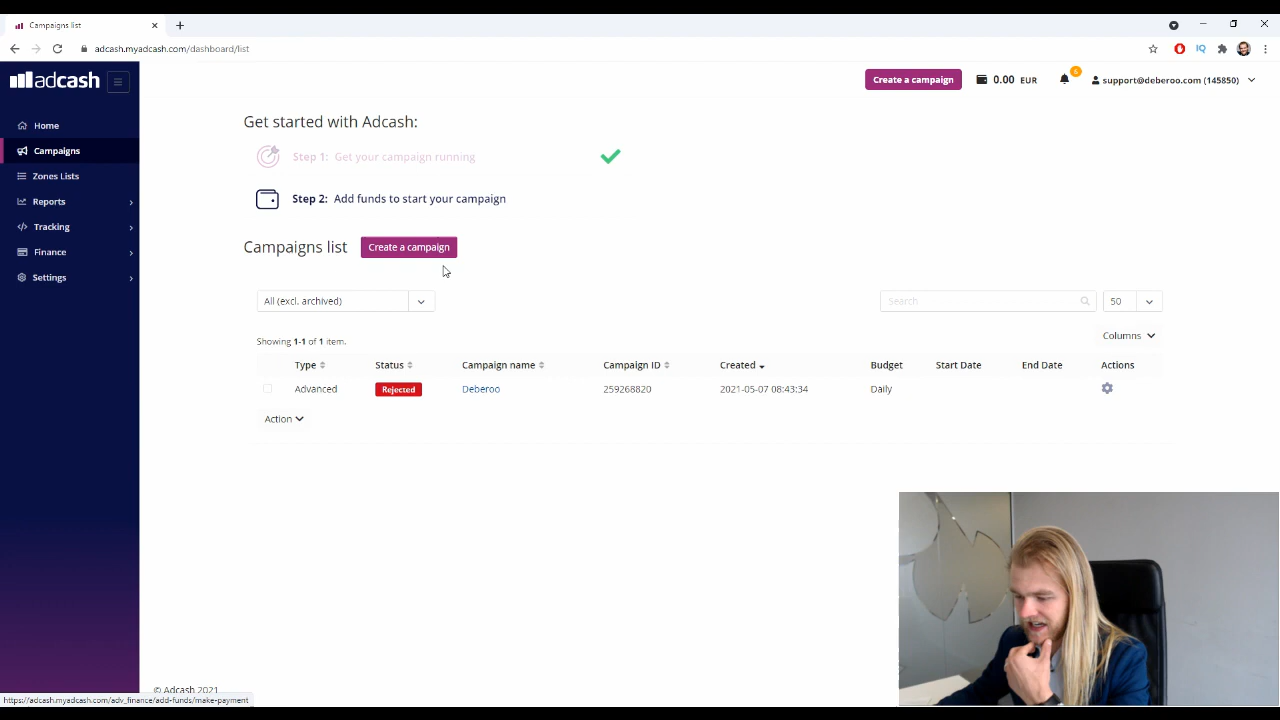 Campaigns list
adcash.myadcash.com/dashboard/list
IQ
adcash
Create a campaign
0.00 EUR
support@deberoo.com (145850)
Home
Campaigns
Zones Lists
Reports
Tracking
Finance
Settings
Get started with Adcash:
Step 1: Get your campaign running
Step 2: Add funds to start your campaign
Campaigns list
Create a campaign
All (excl. archived)
Search
50
Showing 1-1 of 1 item.
Columns
Type Status Campaign name Campaign ID Created Budget Start Date End Date Actions
Advanced Rejected Deberoo 259268820 2021-05-07 08:43:34 Daily
Action
© Adcash 2021
https://adcash.myadcash.com/adv_finance/add-funds/make-payment